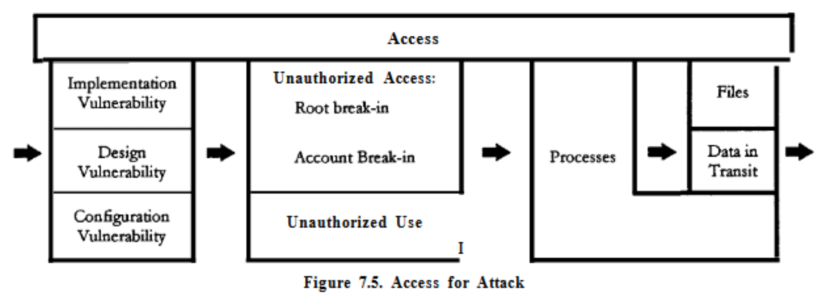 Access
Implementation
Vulnerability
Design
Vulnerability
Configuration
Vulnerability
Unauthorized Access:
Root break-in
Account Break-in
Unauthorized Use
I
Processes
Files
Data in
Transit
Figure 7.5. Access for Attack